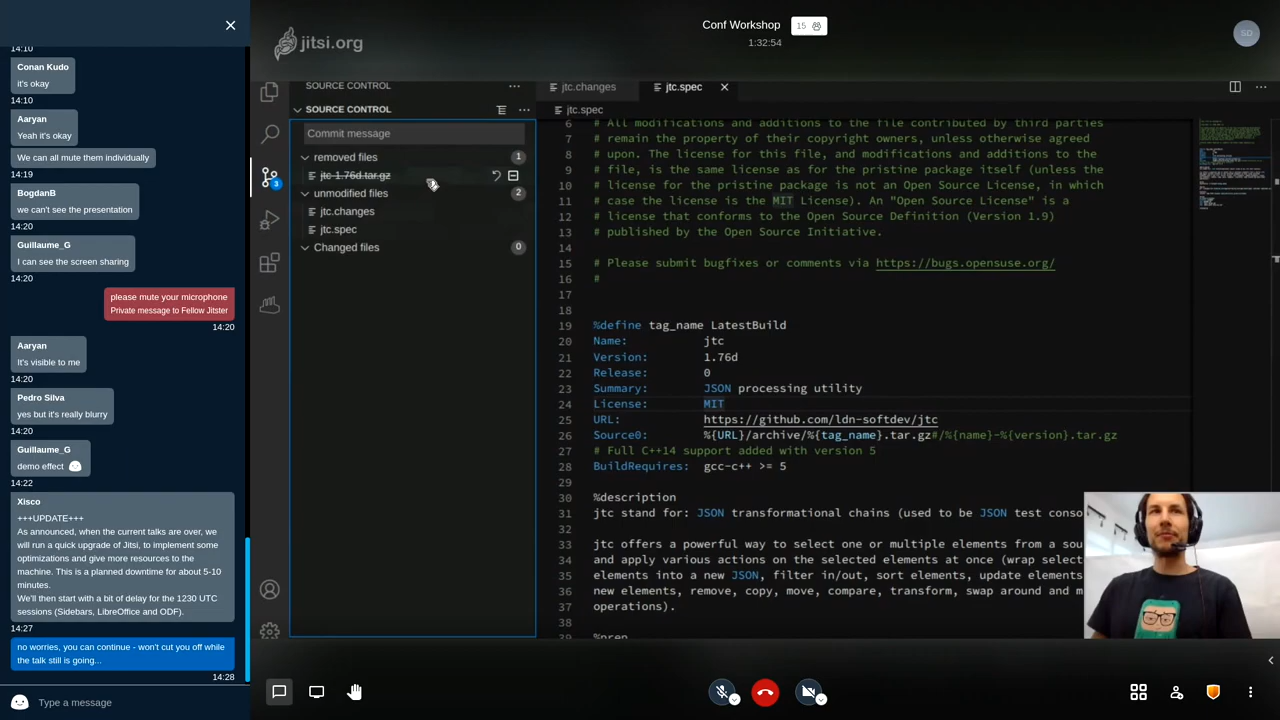 14:10
Conan Kudo
it's okay
14:10
Aaryan
Yeah it's okay
We can all mute them individually
14:19
BogdanB
we can't see the presentation
14:20
Guillaume_G
I can see the screen sharing
14:20
please mute your microphone
Private message to Fellow Jitster
14:20
Aaryan
It's visible to me
14:20
Pedro Silva
yes but it's really blurry
14:20
Guillaume_G
demo effect
14:22
Xisco
+++UPDATE+++
As announced, when the current talks are over, we
will run a quick upgrade of Jitsi, to implement some
optimizations and give more resources to the
machine. This is a planned downtime for about 5-10
minutes.
We'll then start with a bit of delay for the 1230 UTC
sessions (Sidebars, LibreOffice and ODF).
14:27
no worries, you can continue - won't cut you off while
the talk still is going...
14:28
Type a message
jitsi.org
Conf Workshop
15
1:32:54
SD
SOURCE CONTROL
SOURCE CONTROL
Commit message
removed files 1
jtc-1.76d.tar.gz
unmodified files 2
jtc.changes
jtc.spec
Changed files 0
3
jtc.changes
jtc.spec
jtc.spec
6 # All modifications and additions to the file contributed by third parties
7 # remain the property of their copyright owners, unless otherwise agreed
8 # upon. The license for this file, and modifications and additions to the
9 # file, is the same license as for the pristine package itself (unless the
10 # license for the pristine package is not an Open Source License, in which
11 # case the license is the MIT License). An "Open Source License" is a
12 # license that conforms to the Open Source Definition (Version 1.9)
13 # published by the Open Source Initiative.
14
15 # Please submit bugfixes or comments via https://bugs.opensuse.org/
16 #
17
18
19 %define tag_name LatestBuild
20 Name: jtc
21 Version: 1.76d
22 Release: 0
23 Summary: JSON processing utility
24 License: MIT
25 URL: https://github.com/ldn-softdev/jtc
26 Source0: %{URL}/archive/%{tag_name}.tar.gz#/%{name}-%{version}.tar.gz
27 # Full C++14 support added with version 5
28 BuildRequires: gcc-c++ >= 5
29
30 %description
31 jtc stand for: JSON transformational chains (used to be JSON test conso
32
33 jtc offers a powerful way to select one or multiple elements from a sou
34 and apply various actions on the selected elements at once (wrap selec
35 elements into a new JSON, filter in/out, sort elements, update elements
36 new elements, remove, copy, move, compare, transform, swap around and m
37 operations).
38
39 %prep